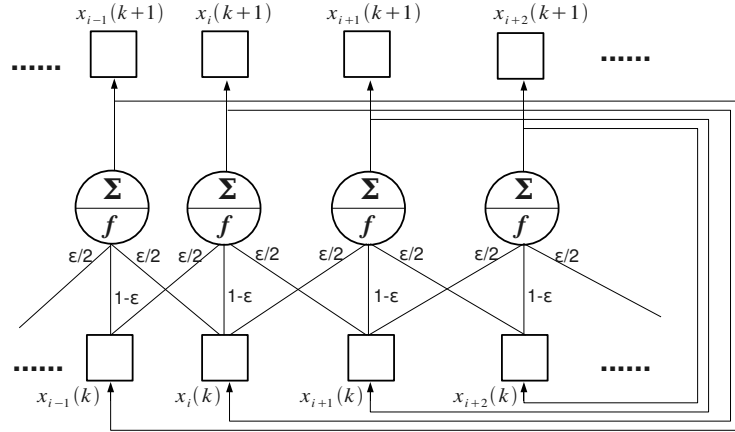 x_{i−1}(k+1) x_i(k+1) x_{i+1}(k+1) x_{i+2}(k+1)
...... ......
Σ Σ Σ Σ
f f f f
ε/2 ε/2 ε/2 ε/2 ε/2 ε/2 ε/2 ε/2
1-ε 1-ε 1-ε 1-ε
...... ......
x_{i−1}(k) x_i(k) x_{i+1}(k) x_{i+2}(k)